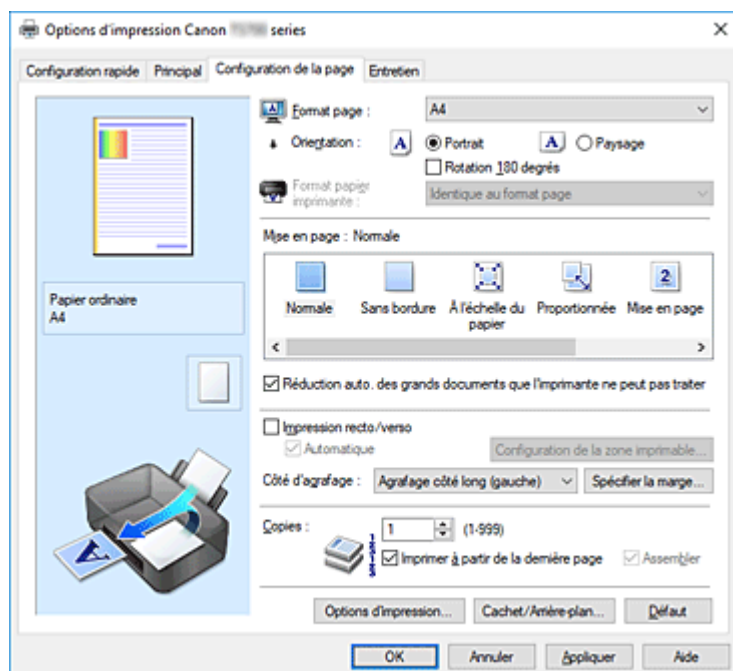 Options d'impression Canon series
Configuration rapide Principal Configuration de la page Entretien
Format page : A4
Orientation : A Portrait A Paysage
Rotation 180 degrés
Format papier imprimante : Identique au format page
Mise en page : Normale
Normale Sans bordure À l'échelle du papier Proportionnée 2 Mise en page
Papier ordinaire
A4
Réduction auto. des grands documents que l'imprimante ne peut pas traiter
Impression recto/verso
Automatique Configuration de la zone imprimable...
Côté d'agrafage : Agrafage côté long (gauche) Spécifier la marge...
Copies : 1 (1-999)
Imprimer à partir de la dernière page Assembler
A
Options d'impression... Cachet/Arrière-plan... Défaut
OK Annuler Appliquer Aide